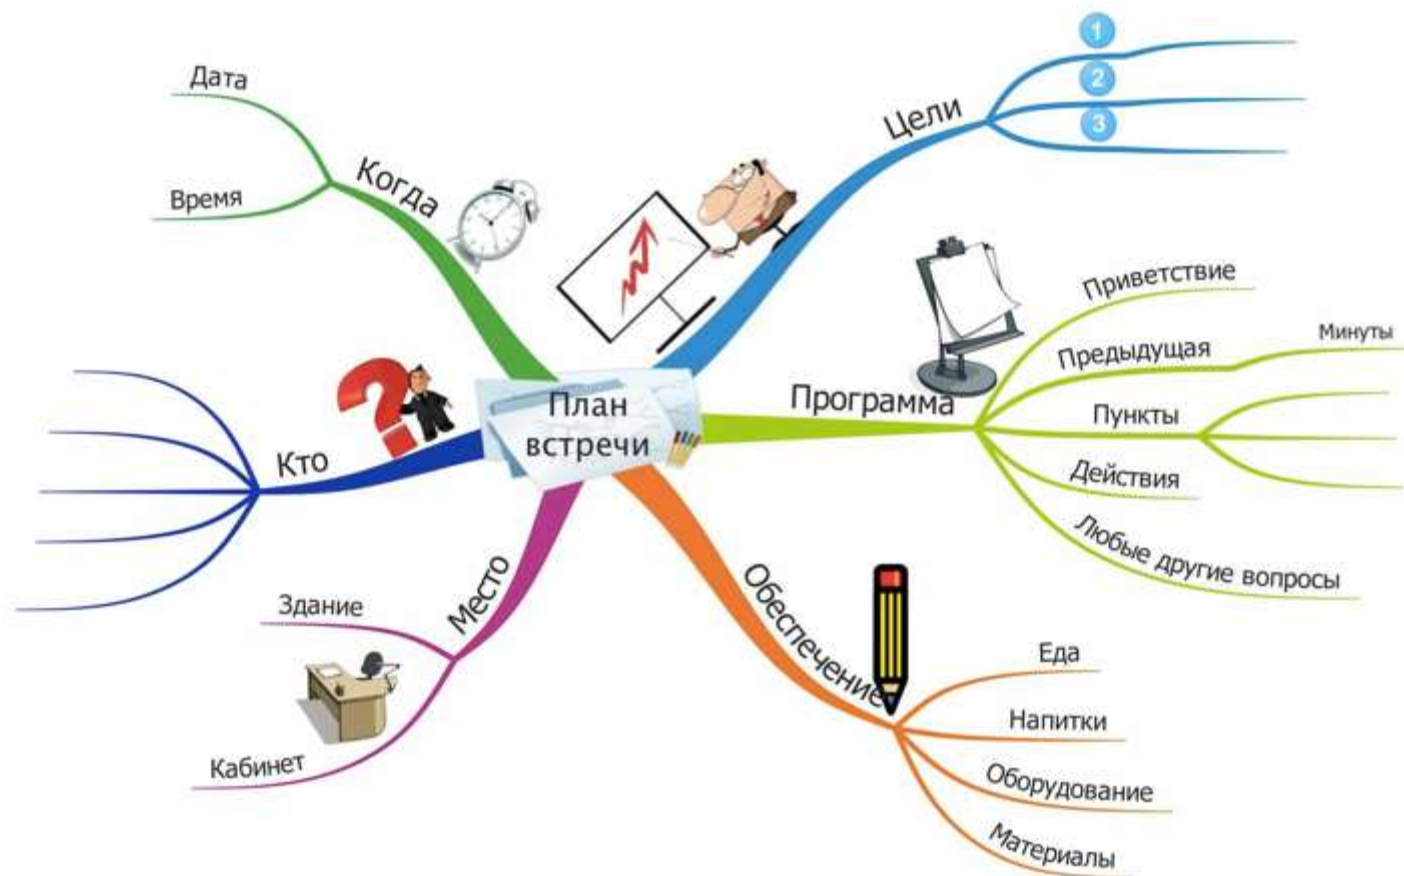 План
встречи
Цели
1
2
3
Программа
Приветствие
Предыдущая
Минуты
Пункты
Действия
Любые другие вопросы
Обеспечение
Еда
Напитки
Оборудование
Материалы
Место
Здание
Кабинет
Кто
Когда
Дата
Время